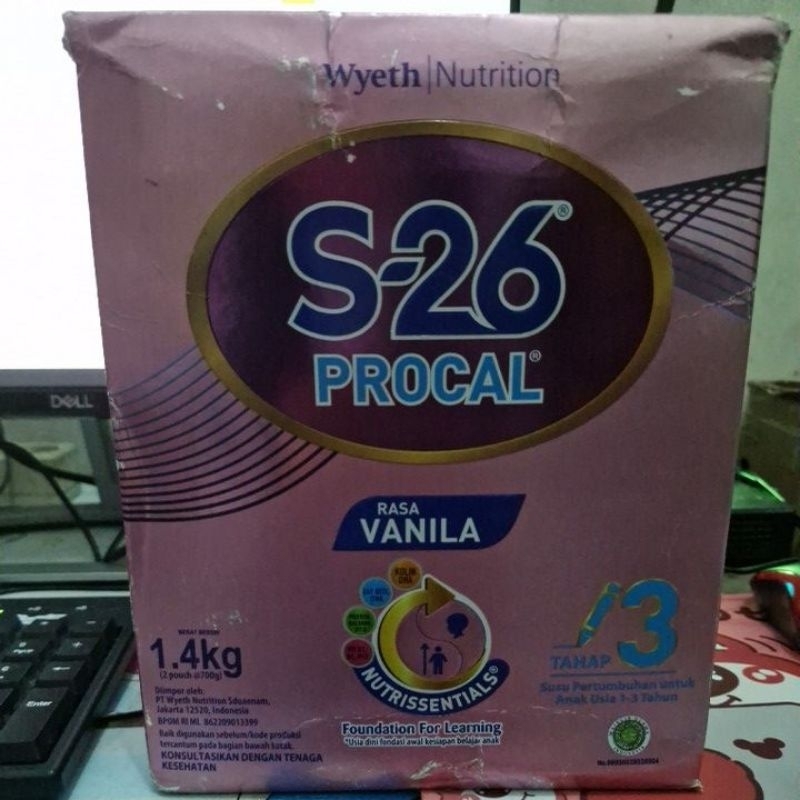 Wyeth | Nutrition
S-26®
PROCAL®
DELL
RASA
VANILA
KOLIN
DHA
NUTRISSENTIALS®
Foundation For Learning
*Usia dini fondasi awal kesiapan belajar anak
BERAT BERSIH
1.4kg
(2 pouch @700g)
Diimpor oleh:
PT Wyeth Nutrition Sduaenam,
Jakarta 12520, Indonesia
BPOM RI ML 862209013399
Baik digunakan sebelum/kode produksi
tercantum pada bagian bawah kotak.
KONSULTASIKAN DENGAN TENAGA
KESEHATAN
TAHAP 3
Susu Pertumbuhan untuk
Anak Usia 1-3 Tahun